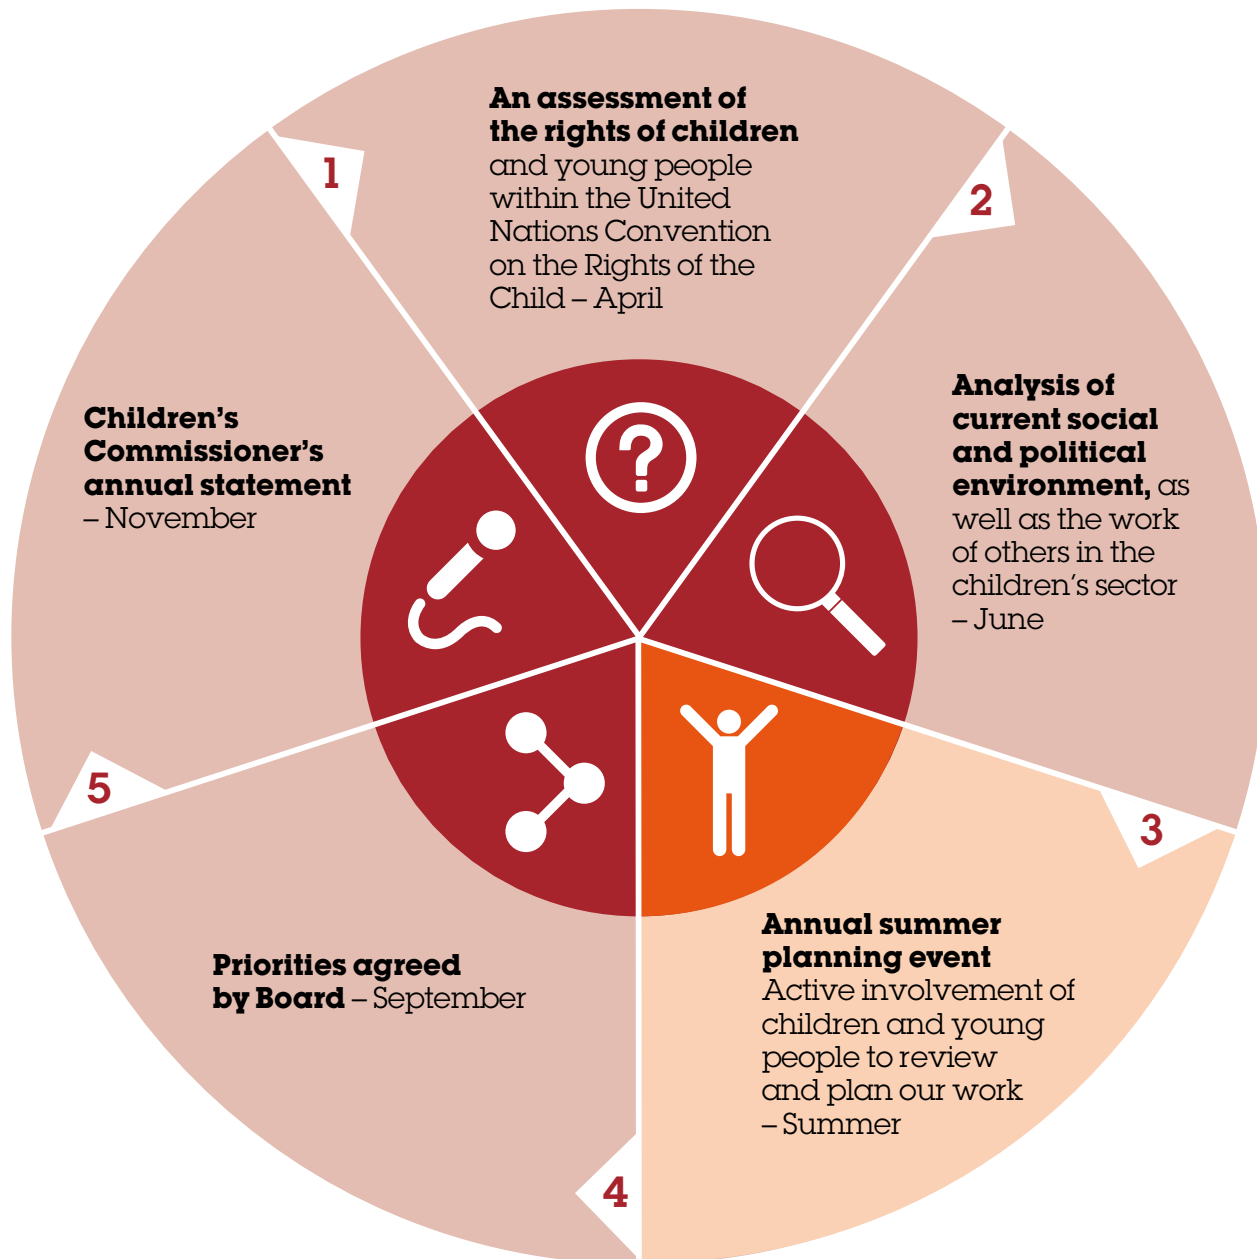 1
An assessment of
the rights of children
and young people
within the United
Nations Convention
on the Rights of the
Child – April
2
Analysis of
current social
and political
environment, as
well as the work
of others in the
children’s sector
– June
3
Annual summer
planning event
Active involvement of
children and young
people to review
and plan our work
– Summer
4
Priorities agreed
by Board – September
5
Children’s
Commissioner’s
annual statement
– November
?